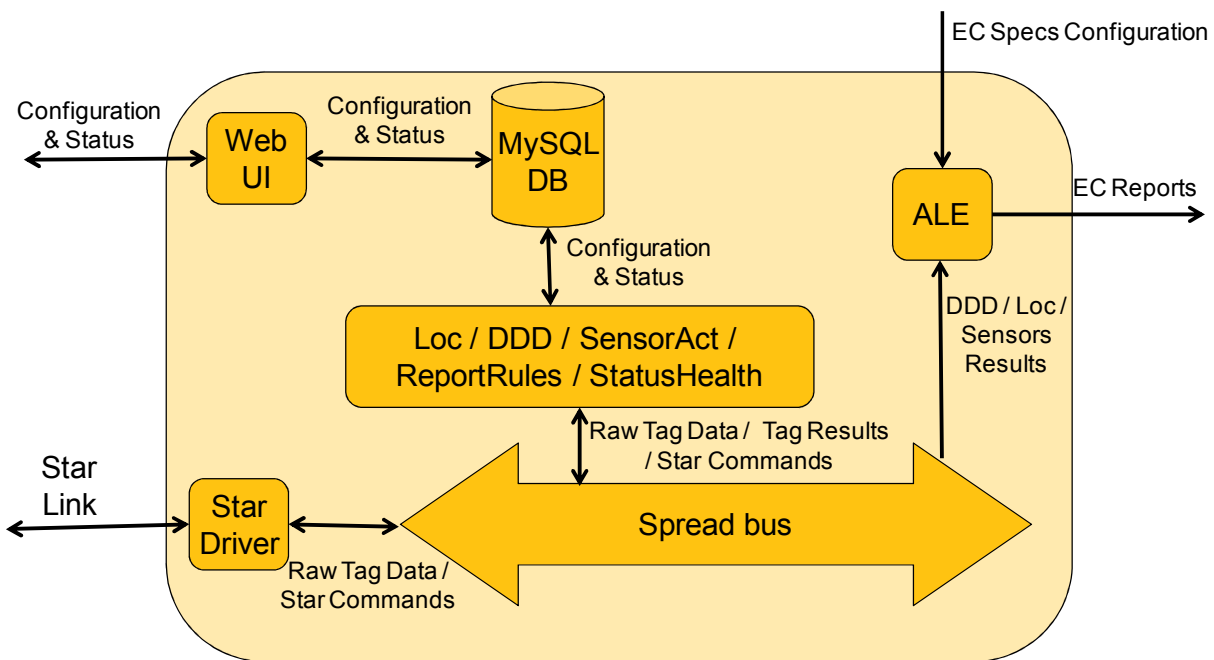 EC Specs Configuration
Configuration
& Status
Web
UI
Configuration
& Status
MySQL
DB
ALE
EC Reports
Configuration
& Status
DDD / Loc /
Sensors
Results
Loc / DDD / SensorAct /
ReportRules / StatusHealth
Raw Tag Data / Tag Results
/ Star Commands
Star
Link
Star
Driver
Raw Tag Data /
Star Commands
Spread bus